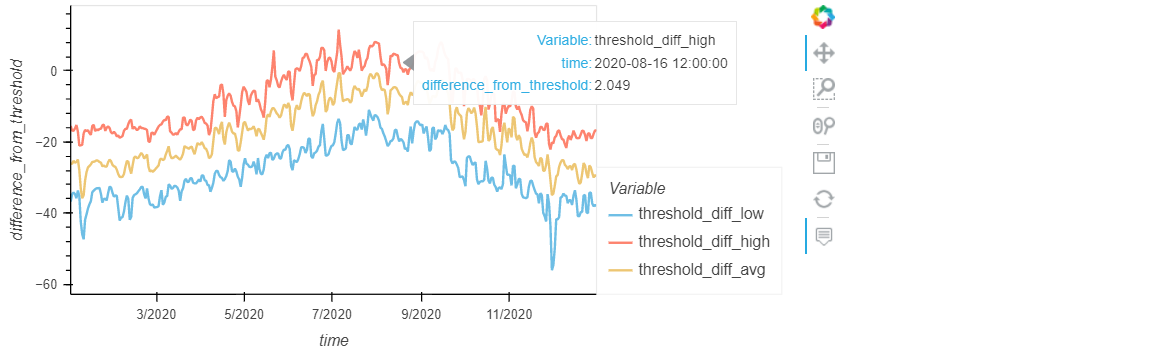 difference_from_threshold
0
−20
−40
−60
3/2020
5/2020
7/2020
9/2020
11/2020
time
Variable: threshold_diff_high
time: 2020-08-16 12:00:00
difference_from_threshold: 2.049
Variable
threshold_diff_low
threshold_diff_high
threshold_diff_avg